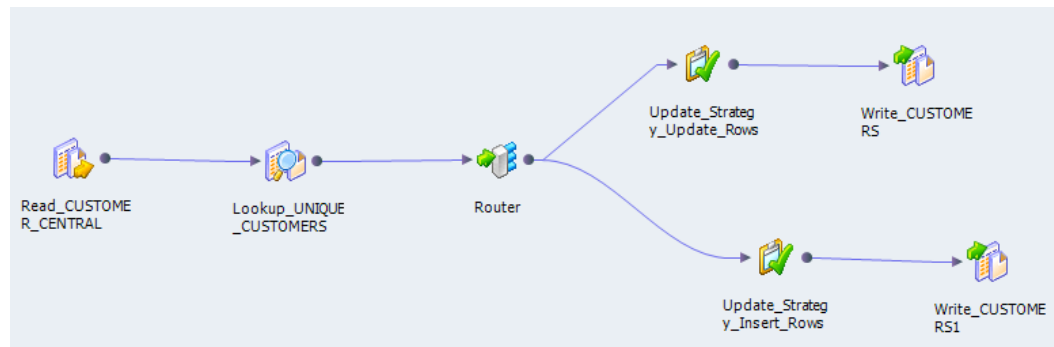 Read_CUSTOME
R_CENTRAL
Lookup_UNIQUE
_CUSTOMERS
Router
Update_Strateg
y_Update_Rows
Write_CUSTOME
RS
Update_Strateg
y_Insert_Rows
Write_CUSTOME
RS1